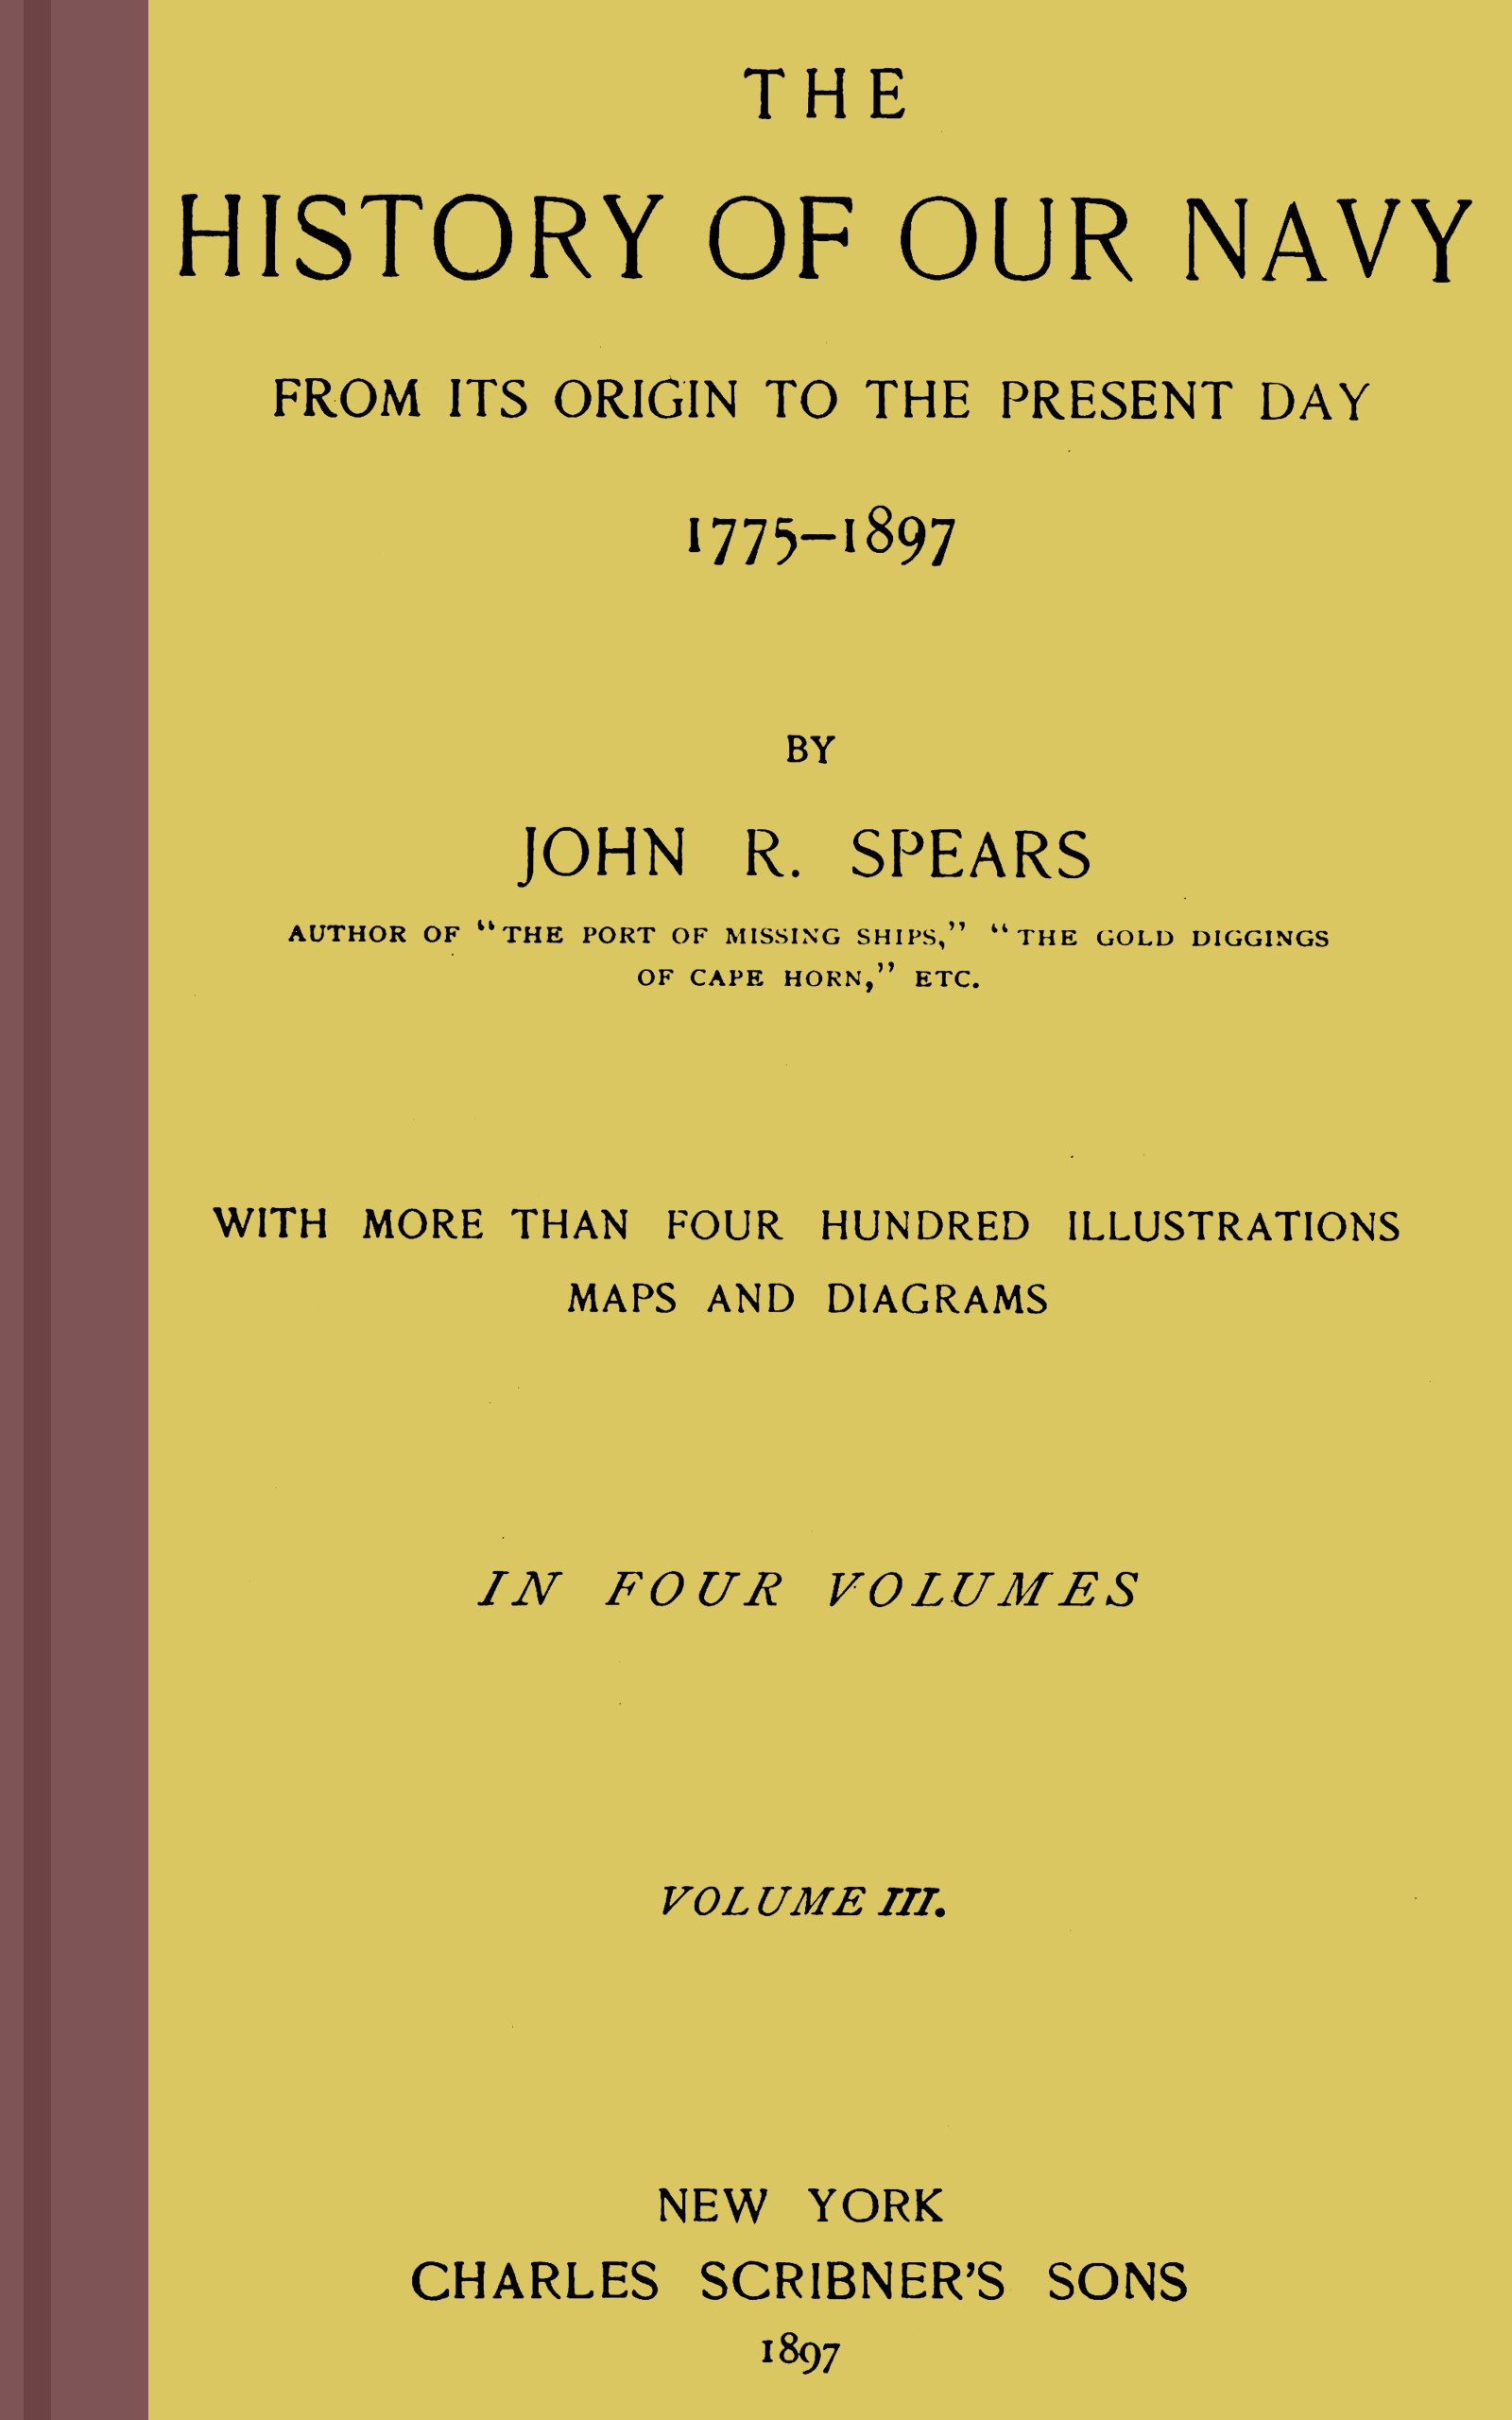 THE
HISTORY OF OUR NAVY
FROM ITS ORIGIN TO THE PRESENT DAY
1775–1897
BY
JOHN R. SPEARS
AUTHOR OF “THE PORT OF MISSING SHIPS,” “THE GOLD DIGGINGS
OF CAPE HORN,” ETC.
WITH MORE THAN FOUR HUNDRED ILLUSTRATIONS
MAPS AND DIAGRAMS
IN FOUR VOLUMES
VOLUME III.
NEW YORK
CHARLES SCRIBNER’S SONS
1897